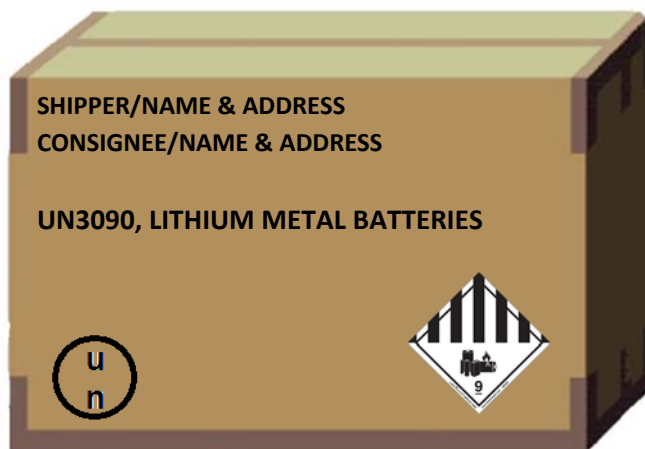 SHIPPER/NAME & ADDRESS
CONSIGNEE/NAME & ADDRESS
UN3090, LITHIUM METAL BATTERIES
u
n
9